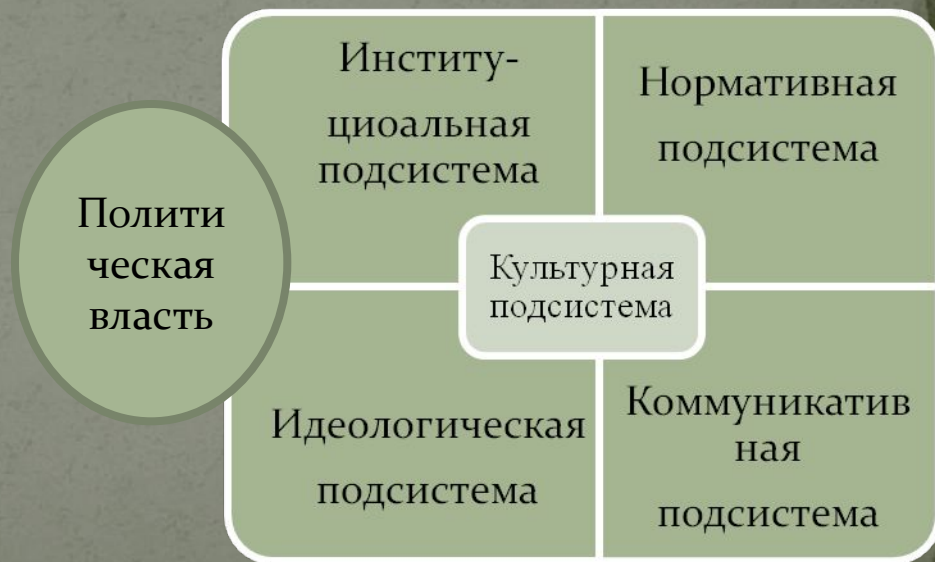 Институ-
циоальная
подсистема
Нормативная
подсистема
Полити
ческая
власть
Культурная
подсистема
Идеологическая
подсистема
Коммуникатив
ная
подсистема